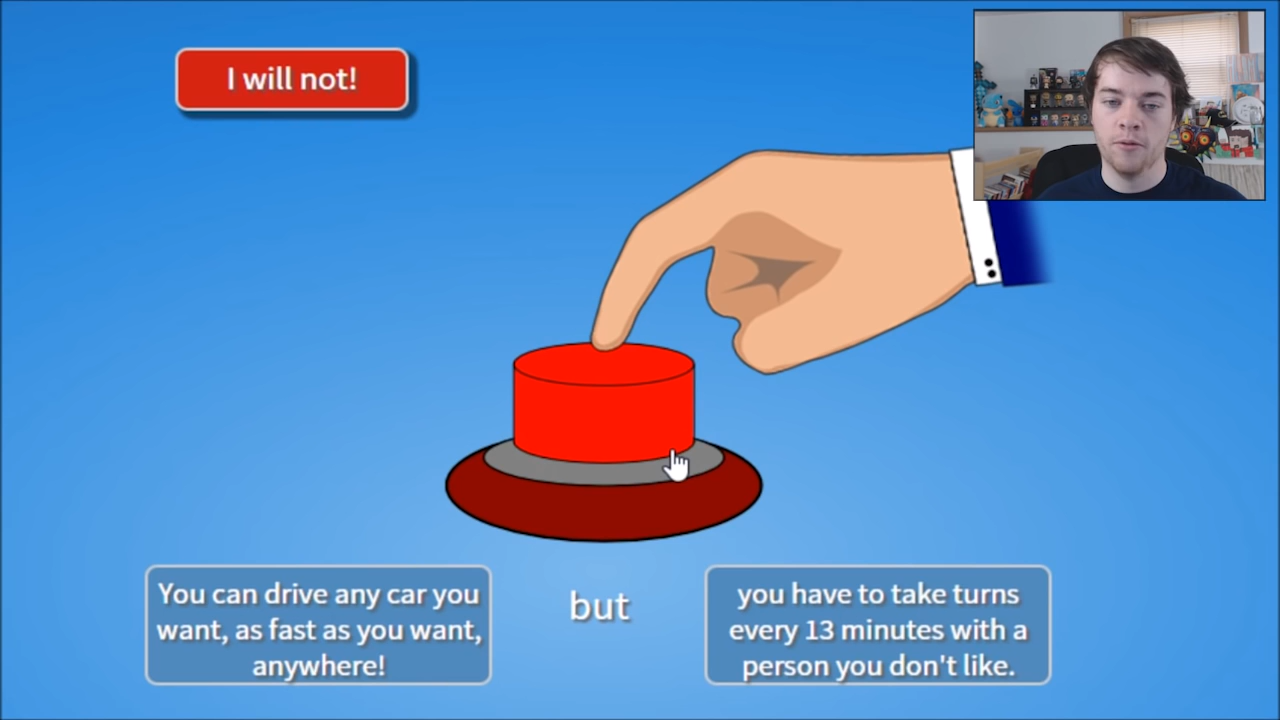 I will not!
You can drive any car you
want, as fast as you want,
anywhere!
but
you have to take turns
every 13 minutes with a
person you don't like.